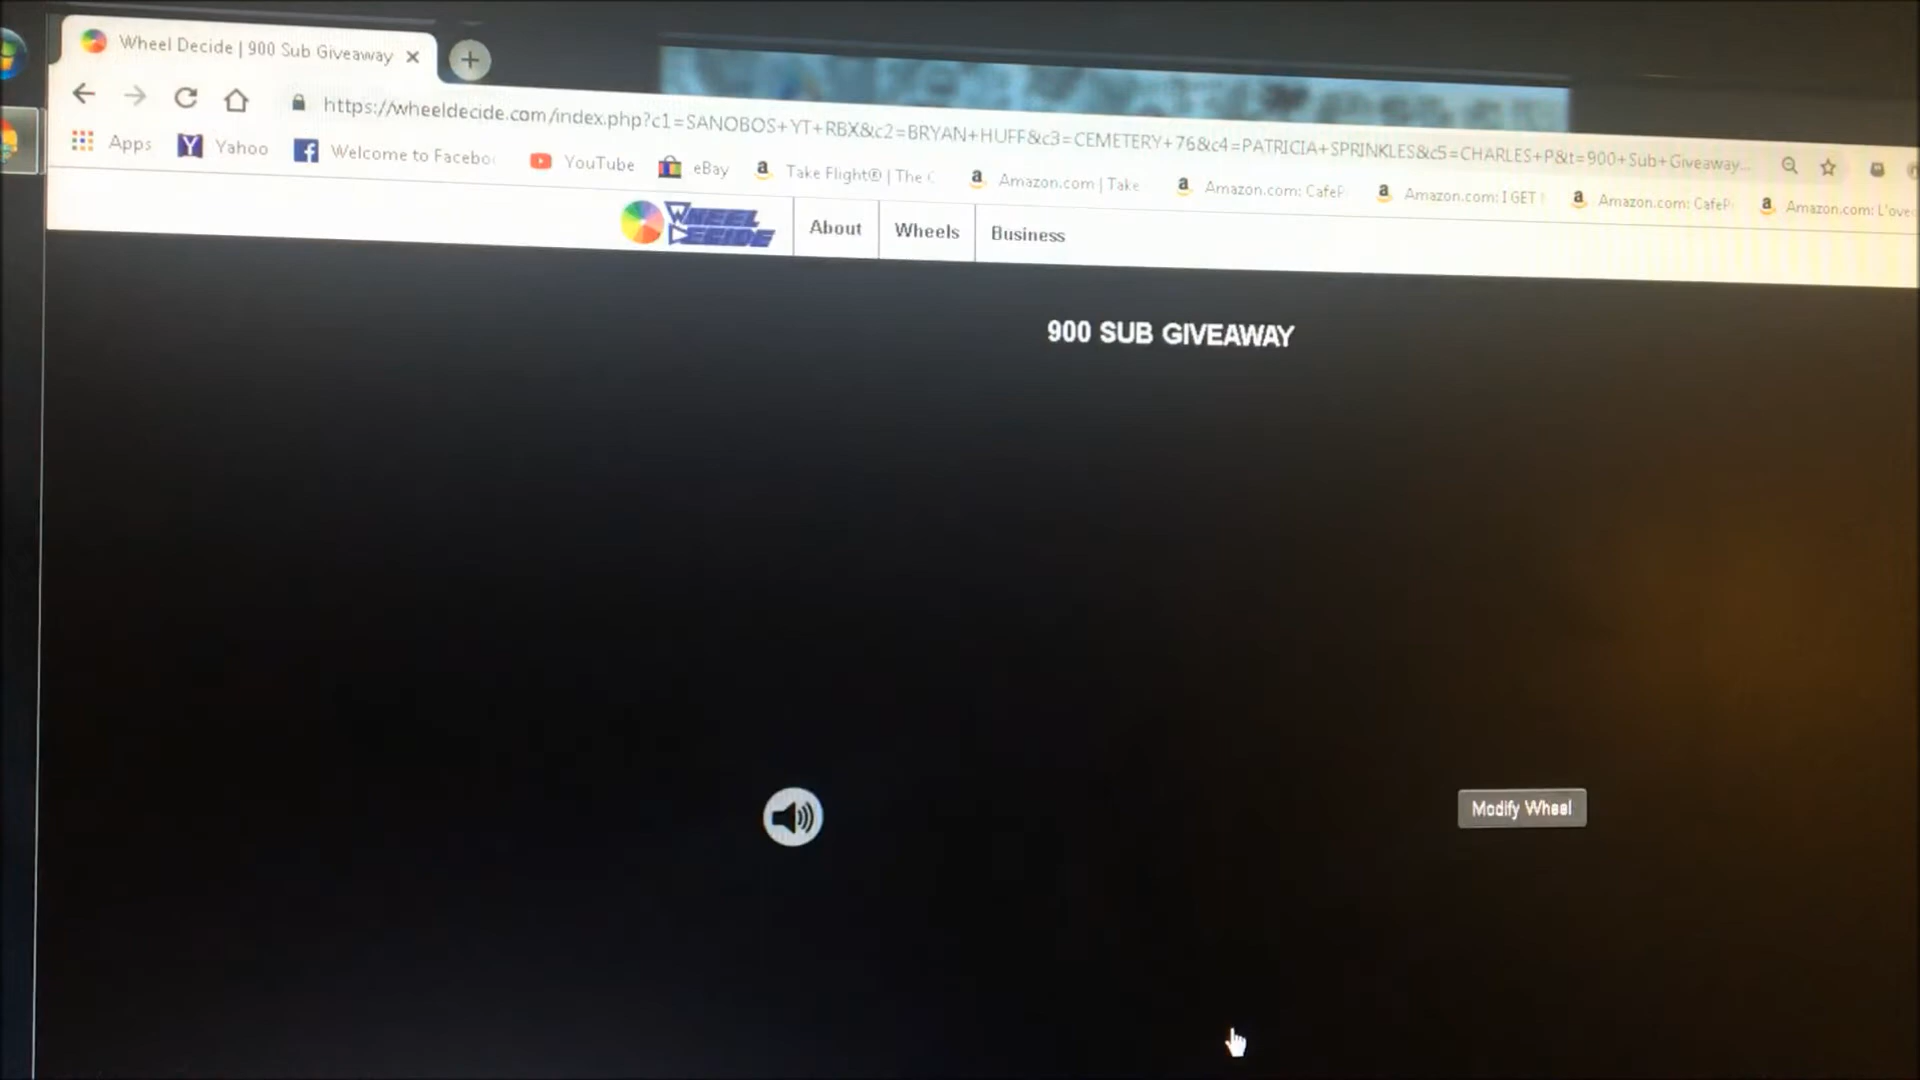 Wheel Decide | 900 Sub Giveaway
https://wheeldecide.com/index.php?c1=SANOBOS+YT+RBX&c2=BRYAN+HUFF&c3=CEMETERY+76&c4=PATRICIA+SPRINKLES&c5=CHARLES+P&t=900+Sub+Giveaway...
Apps Yahoo Welcome to Facebo YouTube eBay Take Flight® | The Amazon.com | Take Amazon.com: CafeP Amazon.com: I GET Amazon.com: CafeP Amazon.com: L'ove
WHEEL DECIDE About Wheels Business
900 SUB GIVEAWAY
Modify Wheel